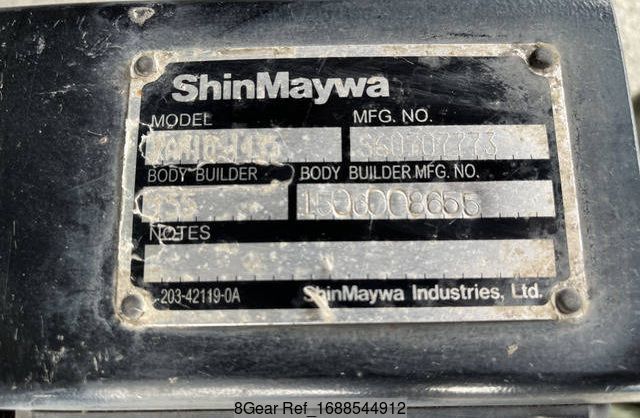 ShinMaywa
MODEL MFG. NO.
S60707773
BODY BUILDER BODY BUILDER.MFG. NO.
1506008655
NOTES
203-42119-0A ShinMaywa Industries, Ltd.
8Gear Ref_1688544912